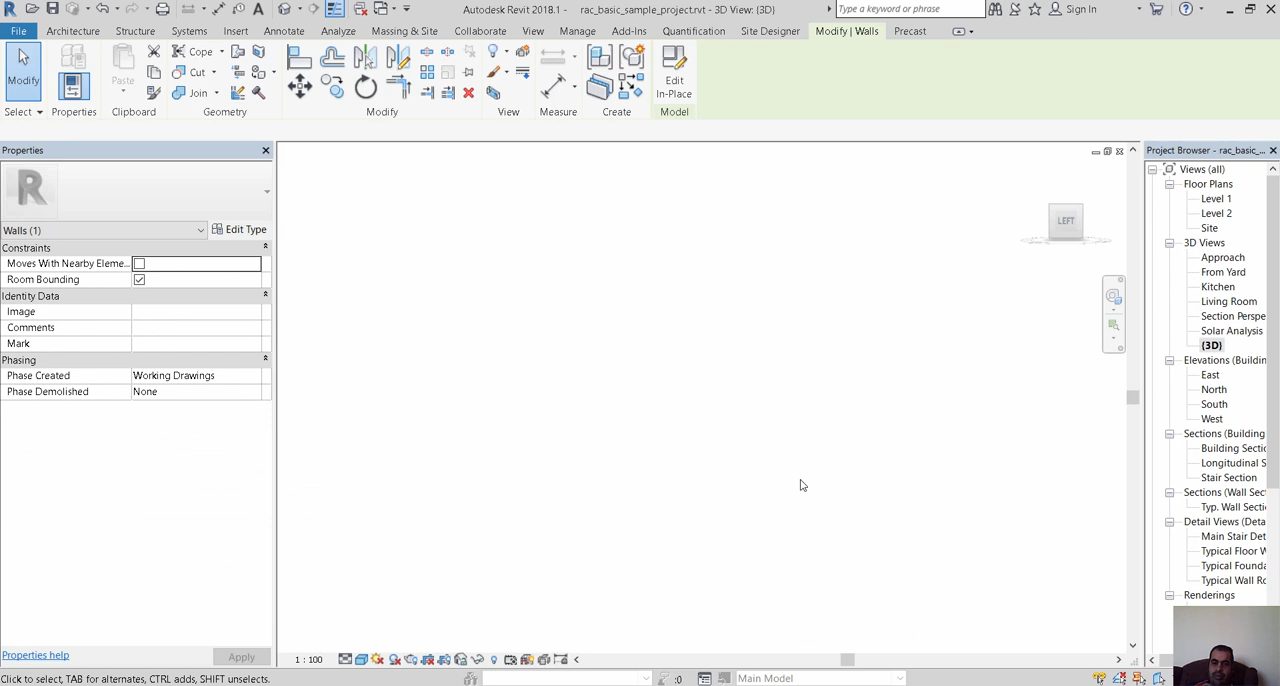 Autodesk Revit 2018.1 - rac_basic_sample_project.rvt - 3D View: {3D}
Type a keyword or phrase
Sign In
File Architecture Structure Systems Insert Annotate Analyze Massing & Site Collaborate View Manage Add-Ins Quantification Site Designer Modify | Walls Precast
Modify
Paste
Cope
Cut
Join
Edit
In-Place
Select Properties Clipboard Geometry Modify View Measure Create Model
Properties
R
Walls (1)
Edit Type
Constraints
Moves With Nearby Eleme...
Room Bounding
Identity Data
Image
Comments
Mark
Phasing
Phase Created Working Drawings
Phase Demolished None
Properties help
Apply
LEFT
Project Browser - rac_basic_...
Views (all)
Floor Plans
Level 1
Level 2
Site
3D Views
Approach
From Yard
Kitchen
Living Room
Section Perspe
Solar Analysis
{3D}
Elevations (Buildin
East
North
South
West
Sections (Building
Building Sectio
Longitudinal S
Stair Section
Sections (Wall Sec
Typ. Wall Secti
Detail Views (Deta
Main Stair Det
Typical Floor W
Typical Founda
Typical Wall Ro
Renderings
1 : 100
Click to select, TAB for alternates, CTRL adds, SHIFT unselects.
:0
Main Model